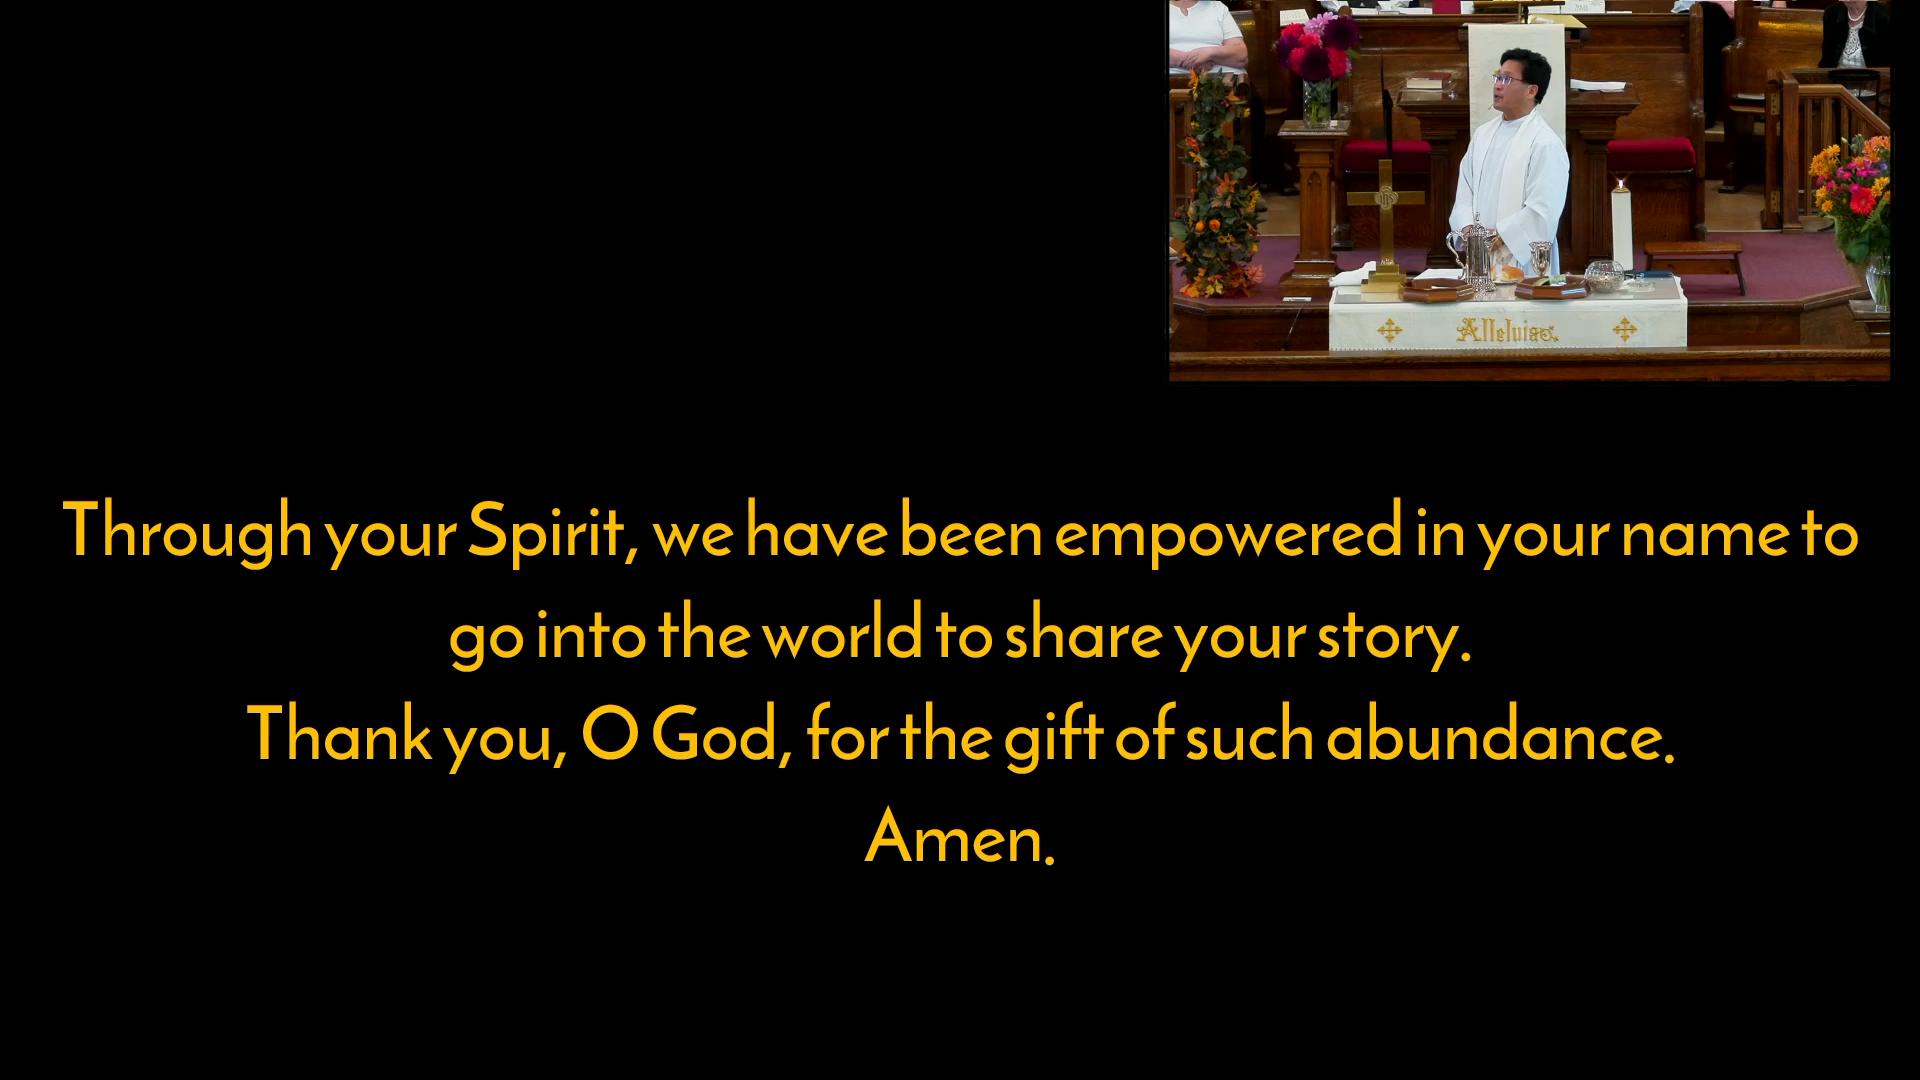 Alleluia
Through your Spirit, we have been empowered in your name to
go into the world to share your story.
Thank you, O God, for the gift of such abundance.
Amen.